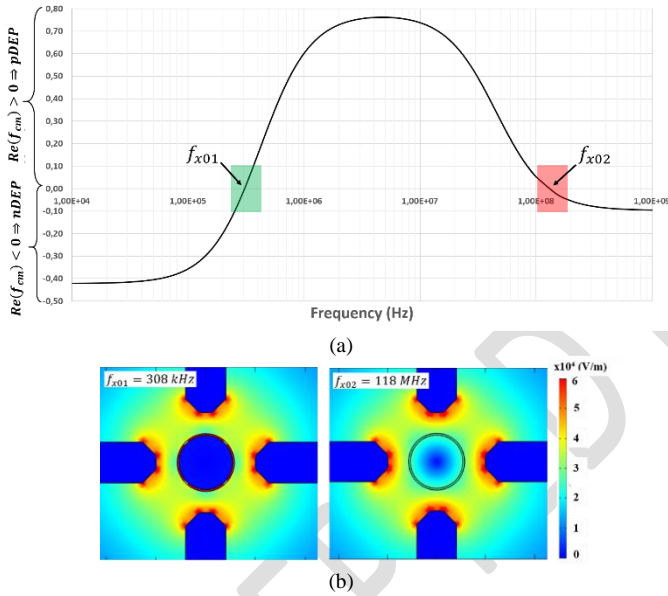 0,80
0,70
0,60
0,50
0,40
0,30
0,20
0,10
0,00
-0,10
-0,20
-0,30
-0,40
-0,50
Re(f_cm) > 0 ⇒ pDEP
Re(f_cm) < 0 ⇒ nDEP
f_x01
f_x02
1,00E+04 1,00E+05 1,00E+06 1,00E+07 1,00E+08 1,00E+09
Frequency (Hz)
(a)
f_x01 = 308 kHz
f_x02 = 118 MHz
x10⁴ (V/m)
6
5
4
3
2
1
0
(b)